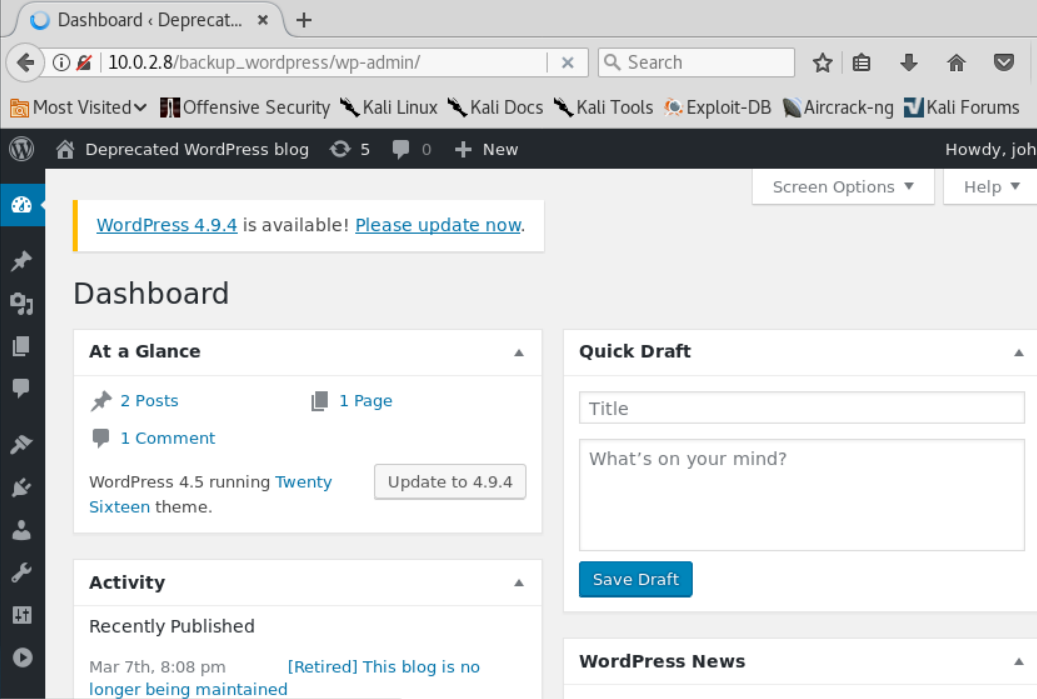 Dashboard ‹ Deprecat...
10.0.2.8/backup_wordpress/wp-admin/
Search
Most Visited
Offensive Security
Kali Linux
Kali Docs
Kali Tools
Exploit-DB
Aircrack-ng
Kali Forums
Deprecated WordPress blog
5
0
New
Howdy, joh
Screen Options
Help
WordPress 4.9.4 is available! Please update now.
Dashboard
At a Glance
2 Posts
1 Page
1 Comment
WordPress 4.5 running Twenty
Sixteen theme.
Update to 4.9.4
Quick Draft
Title
What’s on your mind?
Save Draft
Activity
Recently Published
Mar 7th, 8:08 pm [Retired] This blog is no
longer being maintained
WordPress News